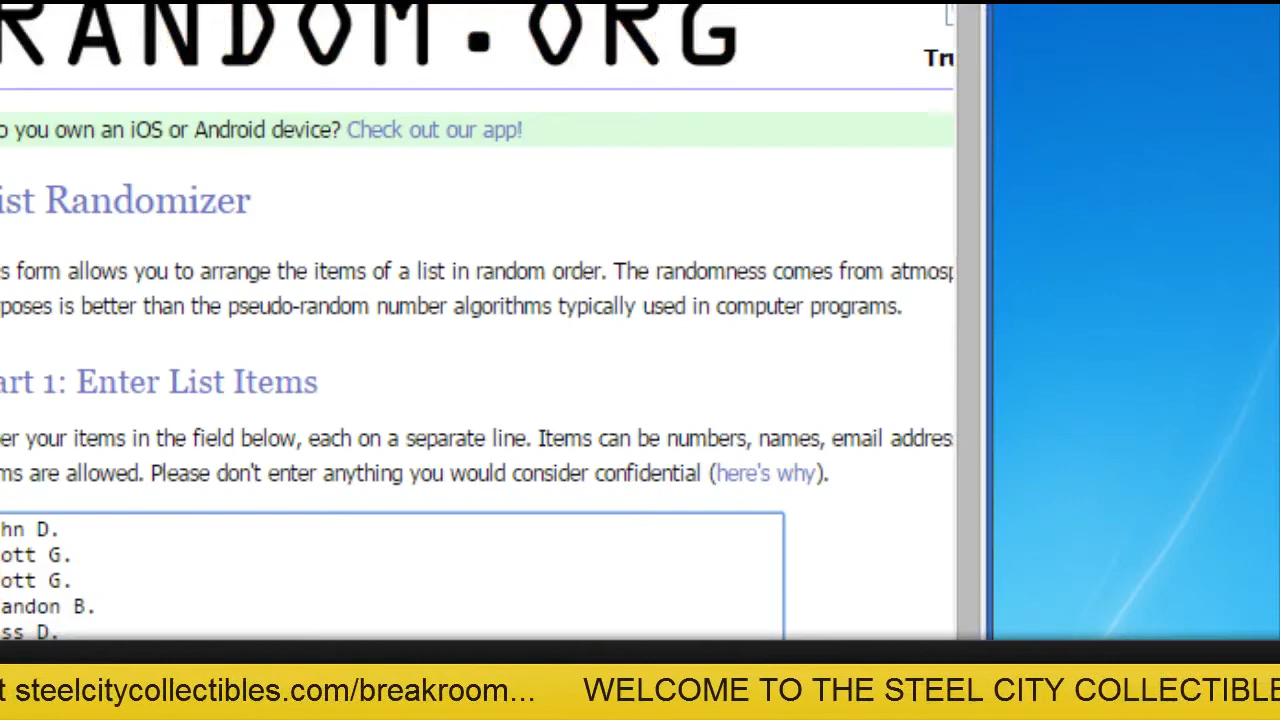 RANDOM.ORG
Tru
o you own an iOS or Android device? Check out our app!
ist Randomizer
s form allows you to arrange the items of a list in random order. The randomness comes from atmosp
rposes is better than the pseudo-random number algorithms typically used in computer programs.
art 1: Enter List Items
er your items in the field below, each on a separate line. Items can be numbers, names, email address
ms are allowed. Please don't enter anything you would consider confidential (here's why).
hn D.
ott G.
ott G.
andon B.
ss D.
t steelcitycollectibles.com/breakroom... WELCOME TO THE STEEL CITY COLLECTIBLE